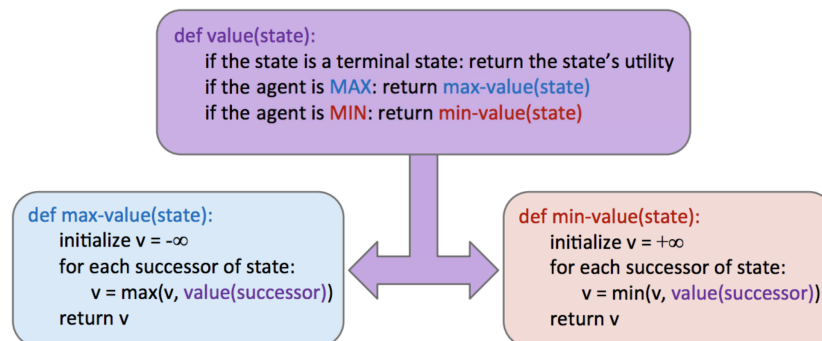 def value(state):
if the state is a terminal state: return the state’s utility
if the agent is MAX: return max-value(state)
if the agent is MIN: return min-value(state)
def max-value(state):
initialize v = -∞
for each successor of state:
v = max(v, value(successor))
return v
def min-value(state):
initialize v = +∞
for each successor of state:
v = min(v, value(successor))
return v